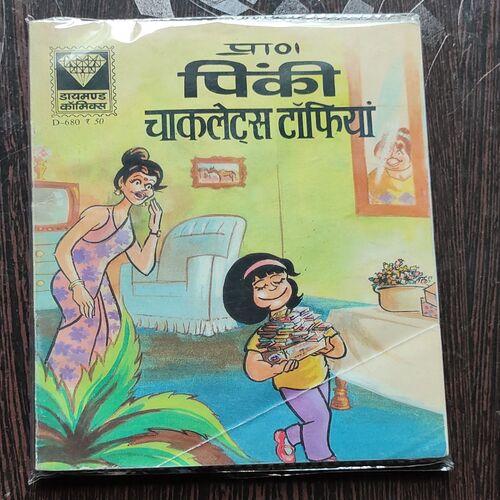 प्राण
पिंकी
चाकलेट्स टॉफियां
डायमण्ड
कॉमिक्स
D-680 ₹ 50